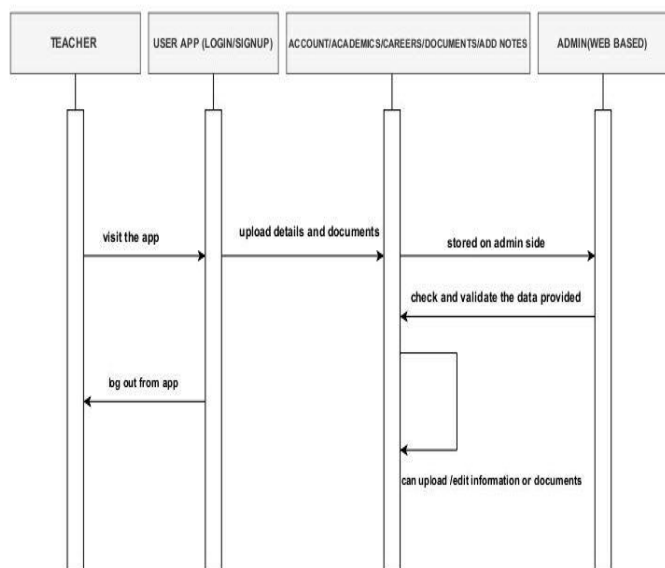 TEACHER
USER APP (LOGIN/SIGNUP)
ACCOUNT/ACADEMICS/CAREERS/DOCUMENTS/ADD NOTES
ADMIN(WEB BASED)
visit the app
upload details and documents
stored on admin side
check and validate the data provided
log out from app
can upload /edit information or documents